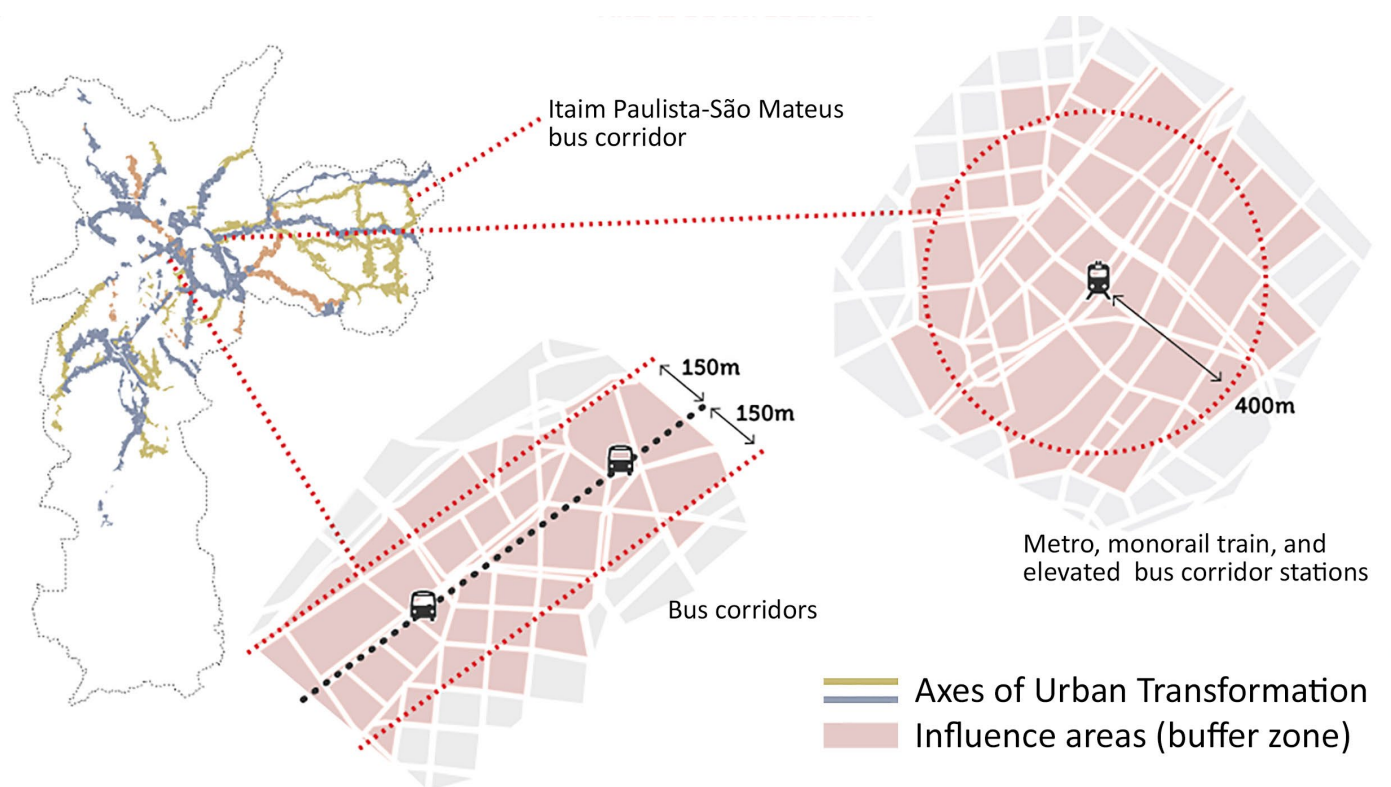 Itaim Paulista-São Mateus
bus corridor
150m
150m
400m
Metro, monorail train, and
elevated bus corridor stations
Bus corridors
Axes of Urban Transformation
Influence areas (buffer zone)